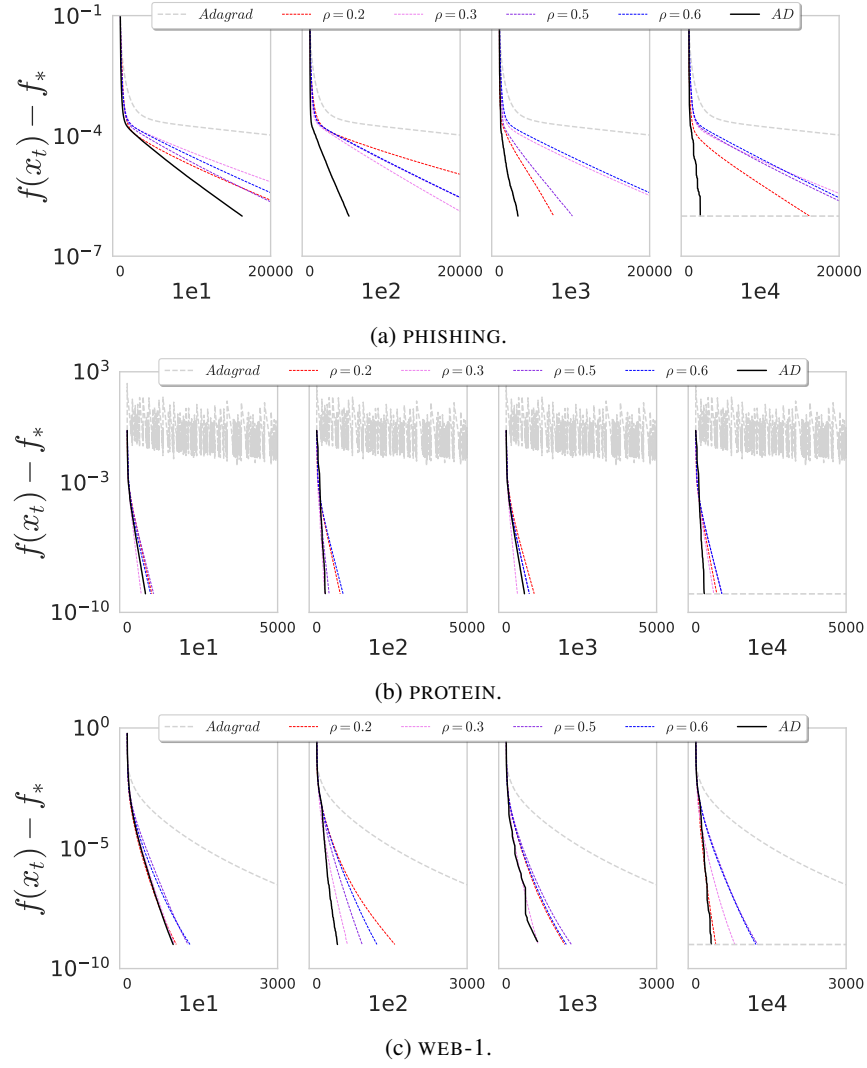 Adagrad ρ = 0.2 ρ = 0.3 ρ = 0.5 ρ = 0.6 AD
10^{-1}
10^{-4}
10^{-7}
f(x_t) − f_*
0 20000 0 20000 0 20000 0 20000
1e1 1e2 1e3 1e4
(a) PHISHING.
Adagrad ρ = 0.2 ρ = 0.3 ρ = 0.5 ρ = 0.6 AD
10^{3}
10^{-3}
10^{-10}
f(x_t) − f_*
0 5000 0 5000 0 5000 0 5000
1e1 1e2 1e3 1e4
(b) PROTEIN.
Adagrad ρ = 0.2 ρ = 0.3 ρ = 0.5 ρ = 0.6 AD
10^{0}
10^{-5}
10^{-10}
f(x_t) − f_*
0 3000 0 3000 0 3000 0 3000
1e1 1e2 1e3 1e4
(c) WEB-1.